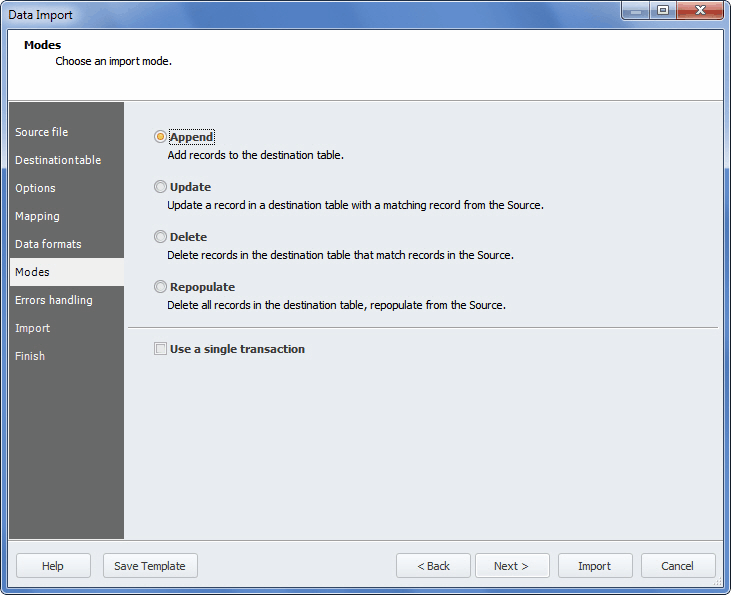 Data Import
Modes
Choose an import mode.
Source file
Destinationtable
Options
Mapping
Data formats
Modes
Errors handling
Import
Finish
Append
Add records to the destination table.
Update
Update a record in a destination table with a matching record from the Source.
Delete
Delete records in the destination table that match records in the Source.
Repopulate
Delete all records in the destination table, repopulate from the Source.
Use a single transaction
Help
Save Template
< Back
Next >
Import
Cancel